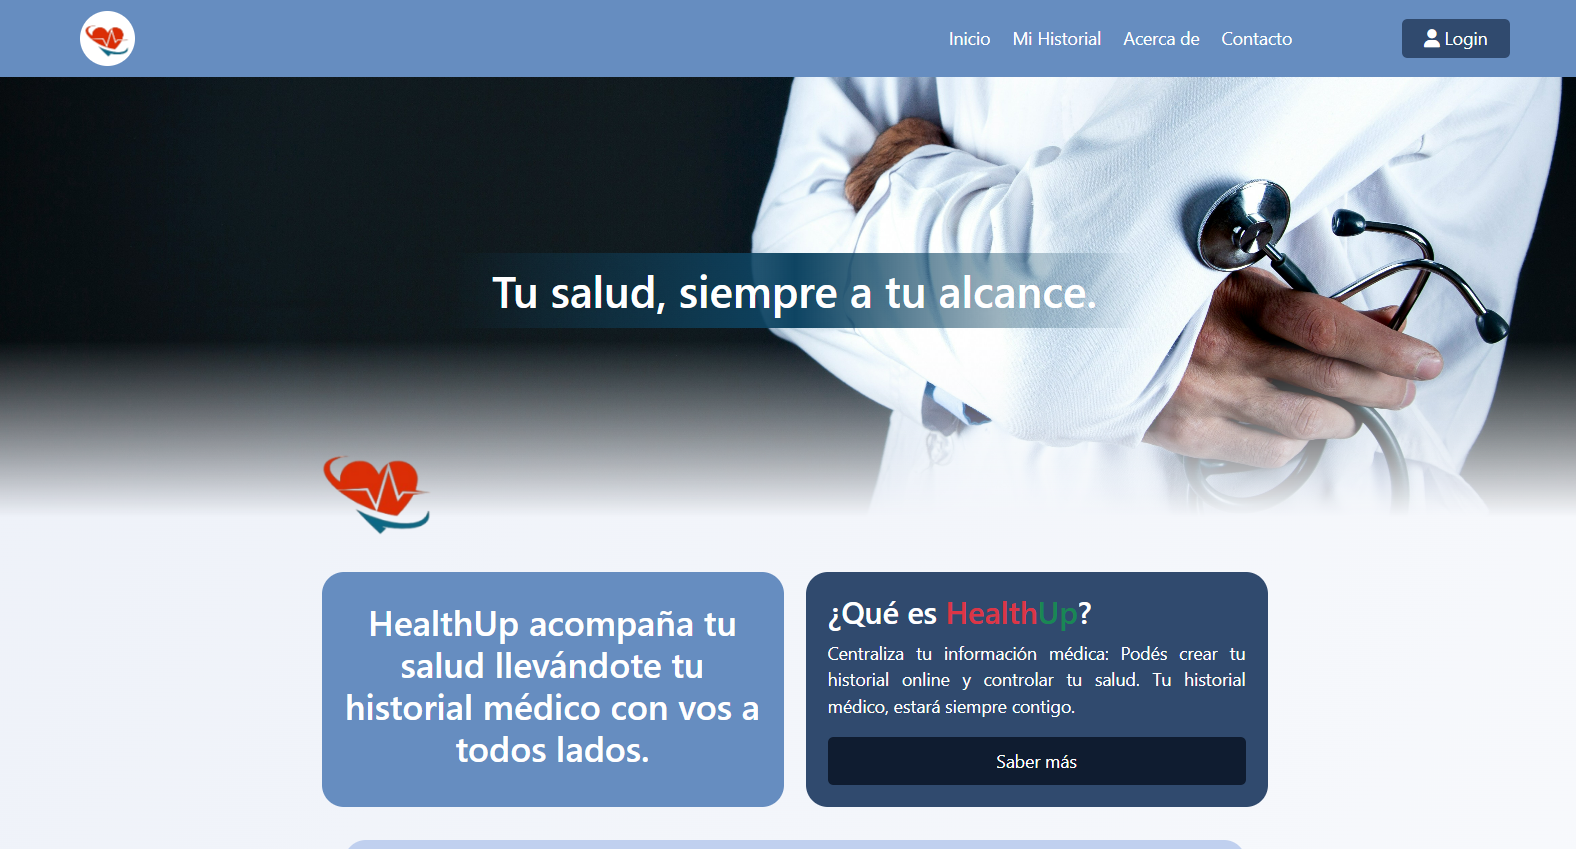 Inicio Mi Historial Acerca de Contacto Login
Tu salud, siempre a tu alcance.
HealthUp acompaña tu
salud llevándote tu
historial médico con vos a
todos lados.
¿Qué es HealthUp?
Centraliza tu información médica: Podés crear tu
historial online y controlar tu salud. Tu historial
médico, estará siempre contigo.
Saber más